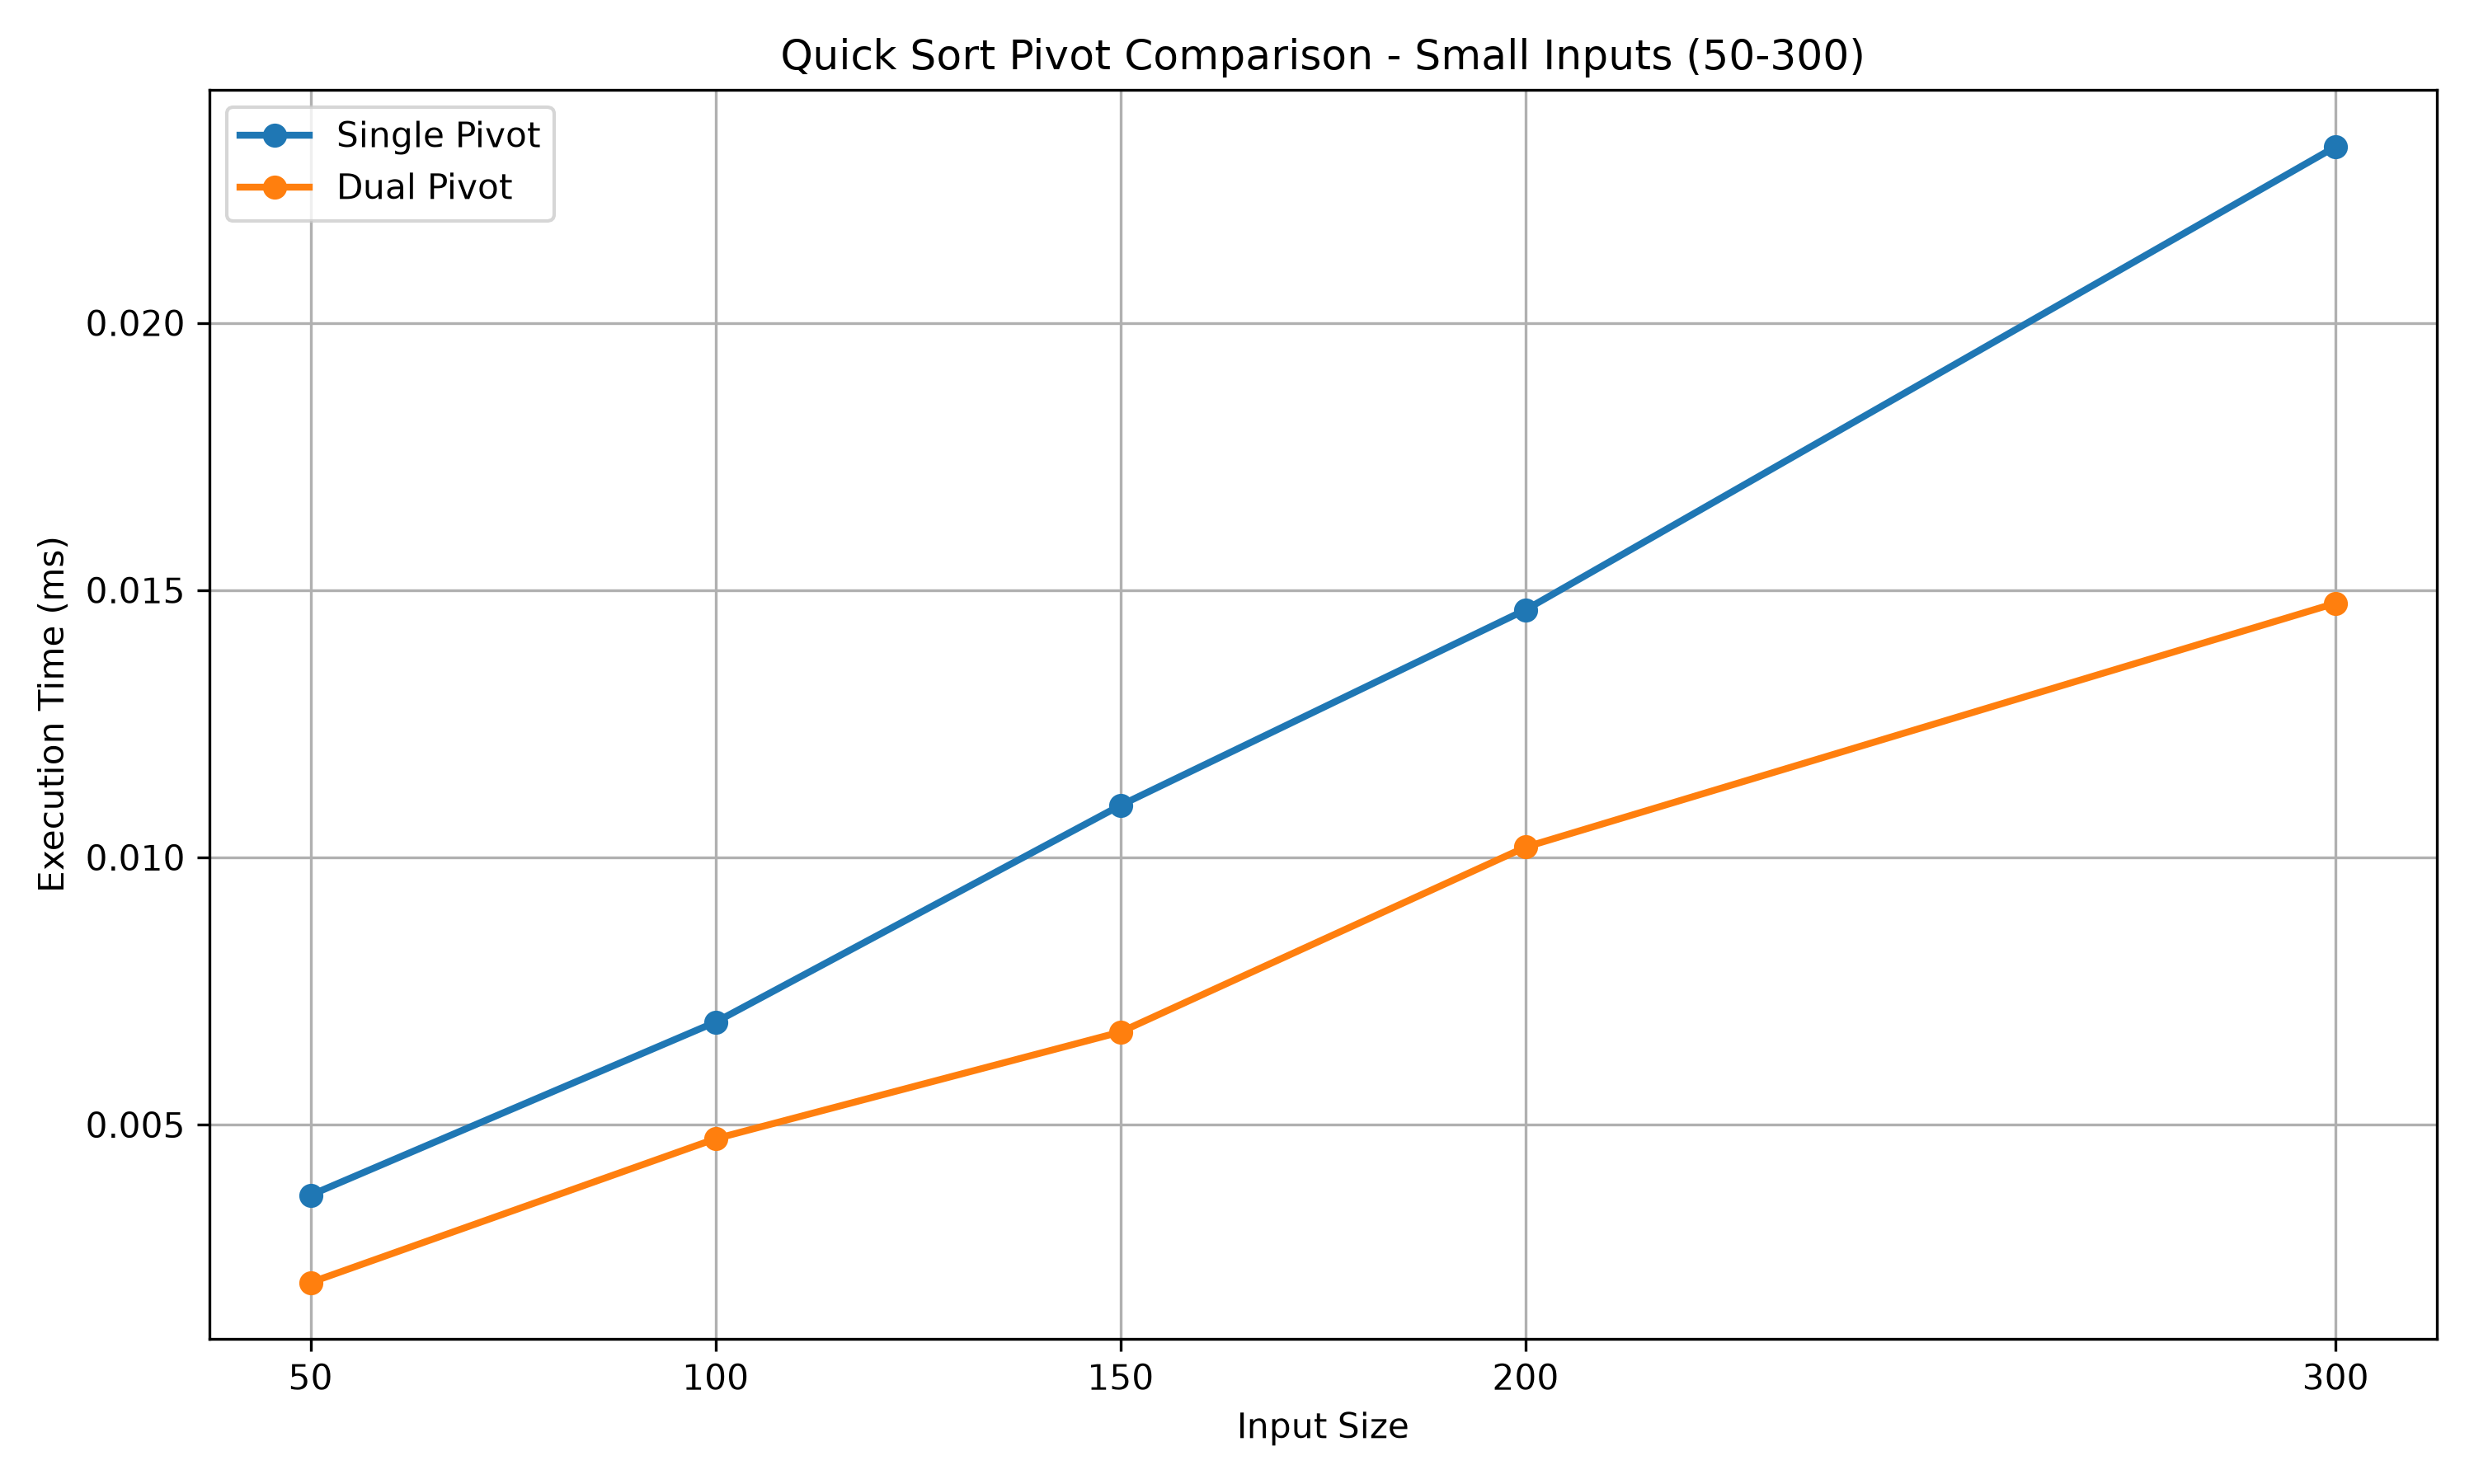 Quick Sort Pivot Comparison - Small Inputs (50-300)
Single Pivot
Dual Pivot
Execution Time (ms)
0.020
0.015
0.010
0.005
50 100 150 200 300
Input Size